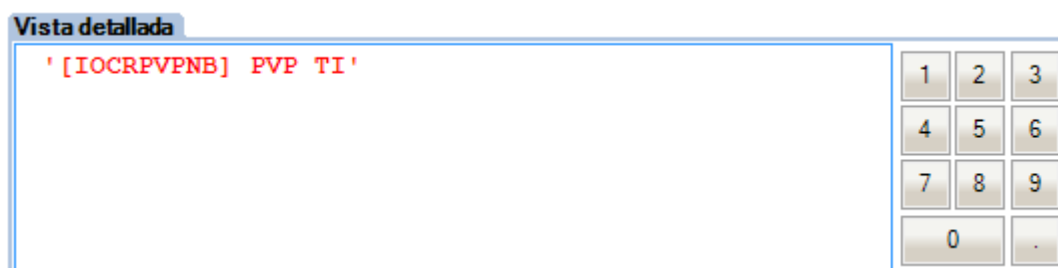 Vista detallada
'[IOCRPVPNB] PVP TI'
1 2 3
4 5 6
7 8 9
0 .